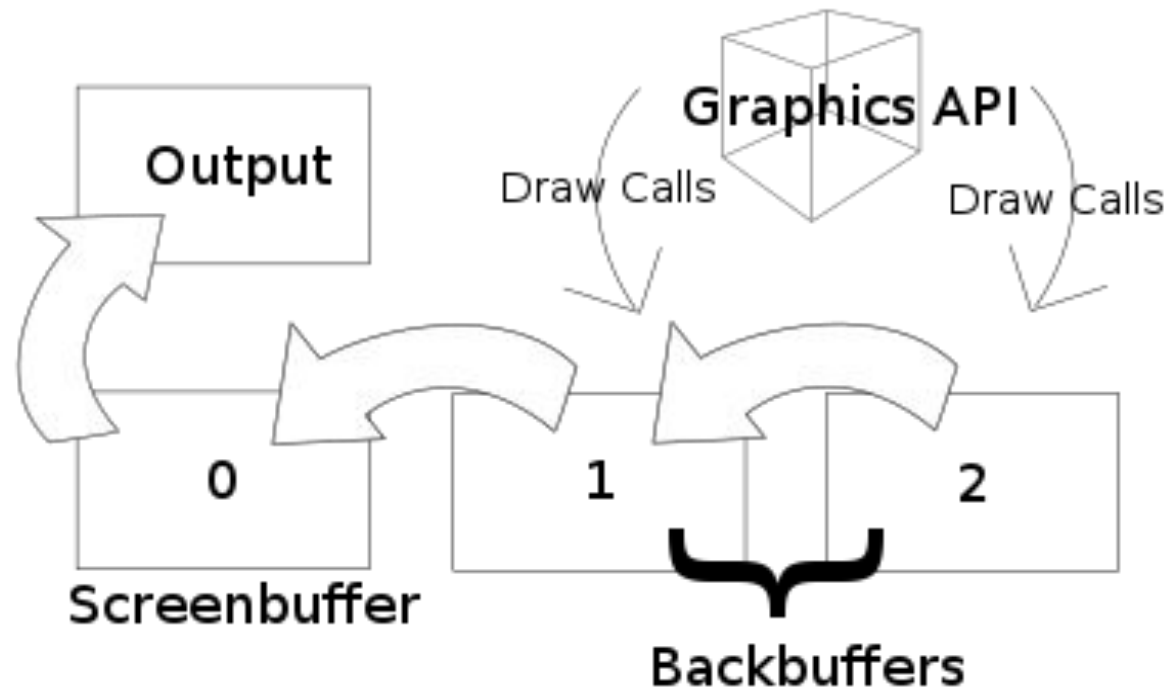 Graphics API
Output
Draw Calls
Draw Calls
0
1
2
Screenbuffer
Backbuffers